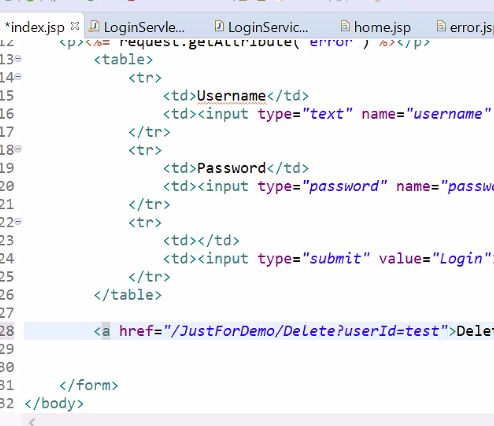 *index.jsp LoginServle... LoginServic... home.jsp error.jsp
12 <p><%= request.getAttribute("error") %></p>
13 <table>
14 <tr>
15 <td>Username</td>
16 <td><input type="text" name="username"
17 </tr>
18 <tr>
19 <td>Password</td>
20 <td><input type="password" name="passw
21 </tr>
22 <tr>
23 <td></td>
24 <td><input type="submit" value="Login"
25 </tr>
26 </table>
27
28 <a href="/JustForDemo/Delete?userId=test">Delet
29
30
31 </form>
32 </body>